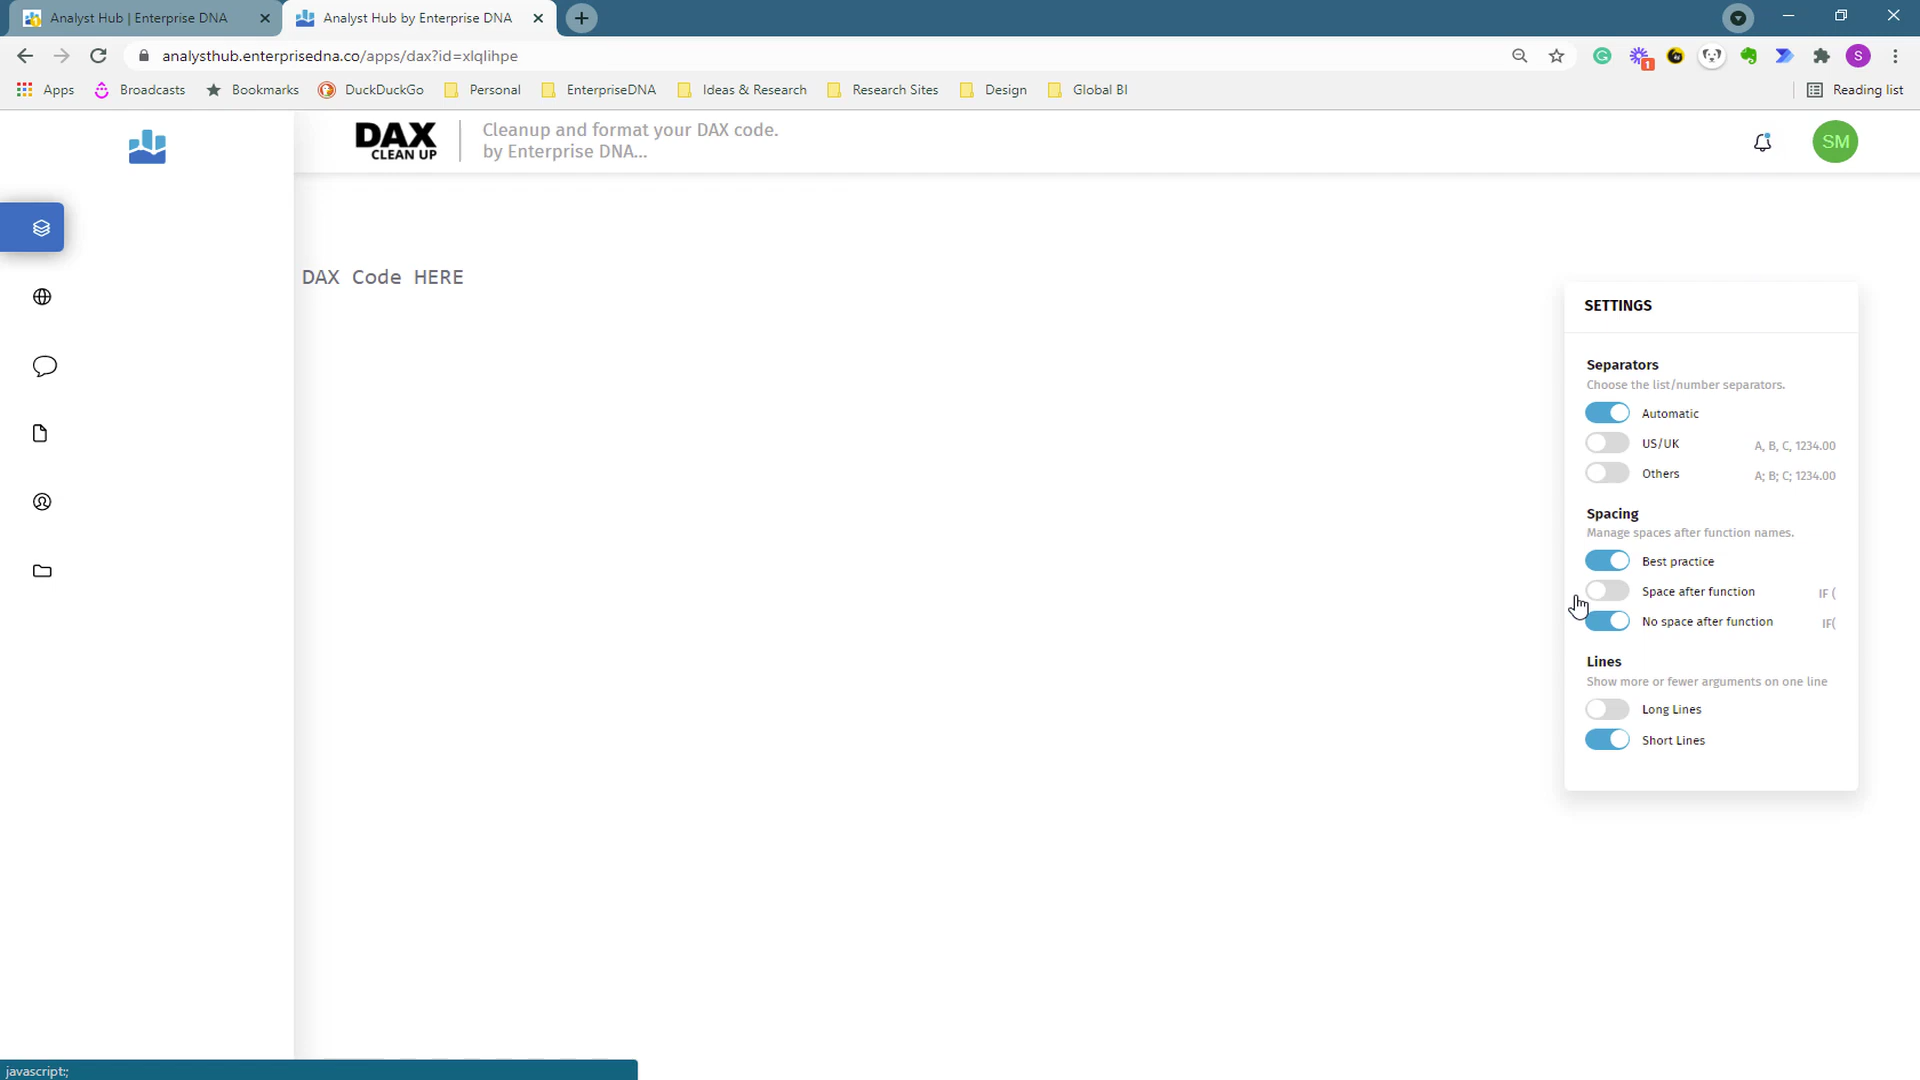 Analyst Hub | Enterprise DNA
Analyst Hub by Enterprise DNA
analysthub.enterprisedna.co/apps/dax?id=xlqlihpe
1
S
Apps
Broadcasts
Bookmarks
DuckDuckGo
Personal
EnterpriseDNA
Ideas & Research
Research Sites
Design
Global BI
Reading list
DAX
CLEAN UP
Cleanup and format your DAX code.
by Enterprise DNA...
SM
DAX Code HERE
SETTINGS
Separators
Choose the list/number separators.
Automatic
US/UK A, B, C, 1234.00
Others A; B; C; 1234.00
Spacing
Manage spaces after function names.
Best practice
Space after function IF (
No space after function IF(
Lines
Show more or fewer arguments on one line
Long Lines
Short Lines
javascript:;